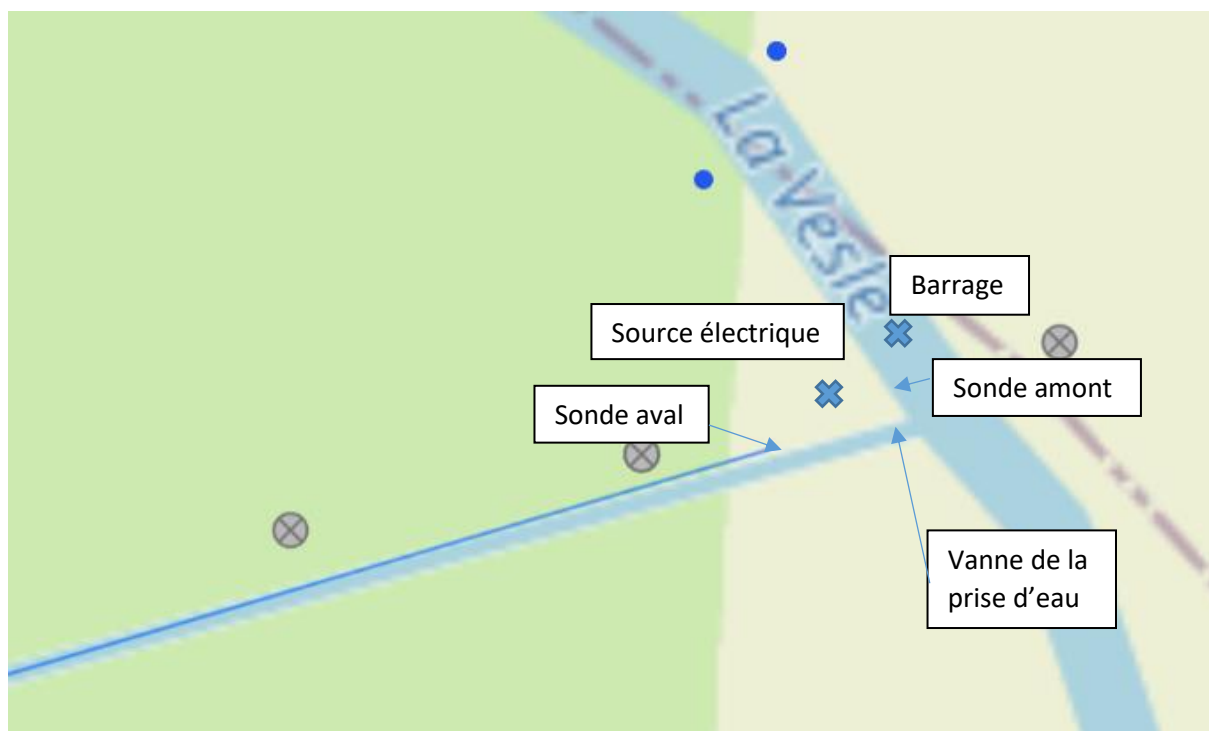 La Vesle
Barrage
Source électrique
Sonde amont
Sonde aval
Vanne de la
prise d'eau